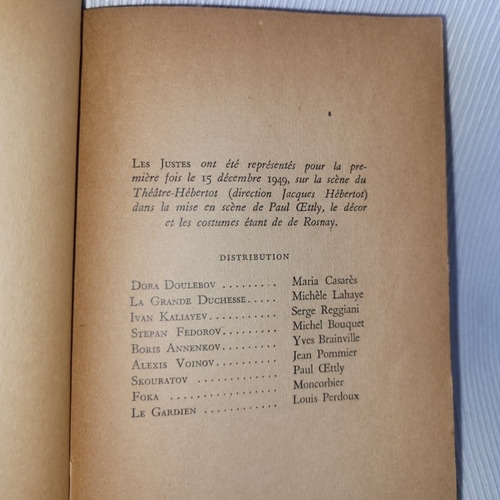 Les Justes ont été représentés pour la pre-
mière fois le 15 décembre 1949, sur la scène du
Théâtre-Hébertot (direction Jacques Hébertot)
dans la mise en scène de Paul Œttly, le décor
et les costumes étant de de Rosnay.
DISTRIBUTION
Dora Doulebov ......... Maria Casarès
La Grande Duchesse..... Michèle Lahaye
Ivan Kaliayev.......... Serge Reggiani
Stepan Fedorov......... Michel Bouquet
Boris Annenkov......... Yves Brainville
Alexis Voinov.......... Jean Pommier
Skouratov ............. Paul Œttly
Foka .................. Moncorbier
Le Gardien ............ Louis Perdoux